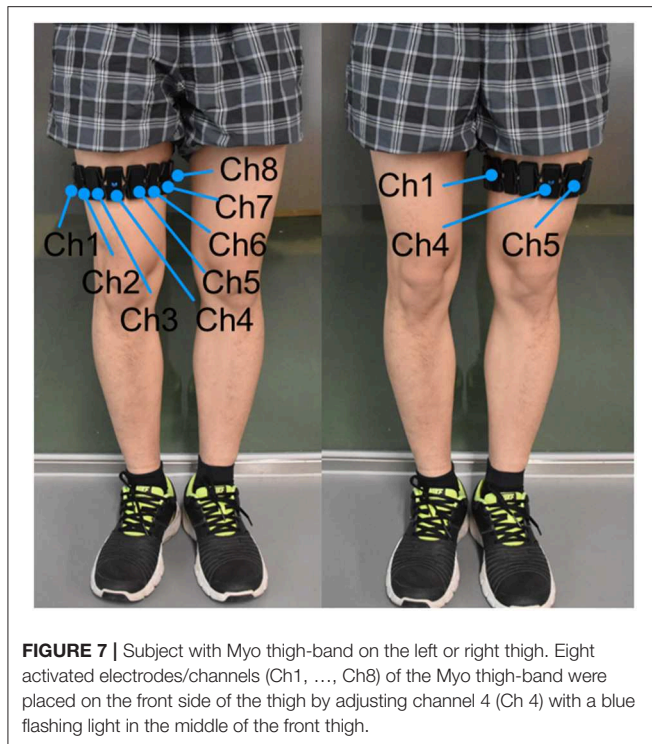 Ch8
Ch1
Ch7
Ch1
Ch6
Ch4
Ch5
Ch2
Ch5
Ch3
Ch4
FIGURE 7 | Subject with Myo thigh-band on the left or right thigh. Eight
activated electrodes/channels (Ch1, …, Ch8) of the Myo thigh-band were
placed on the front side of the thigh by adjusting channel 4 (Ch 4) with a blue
flashing light in the middle of the front thigh.